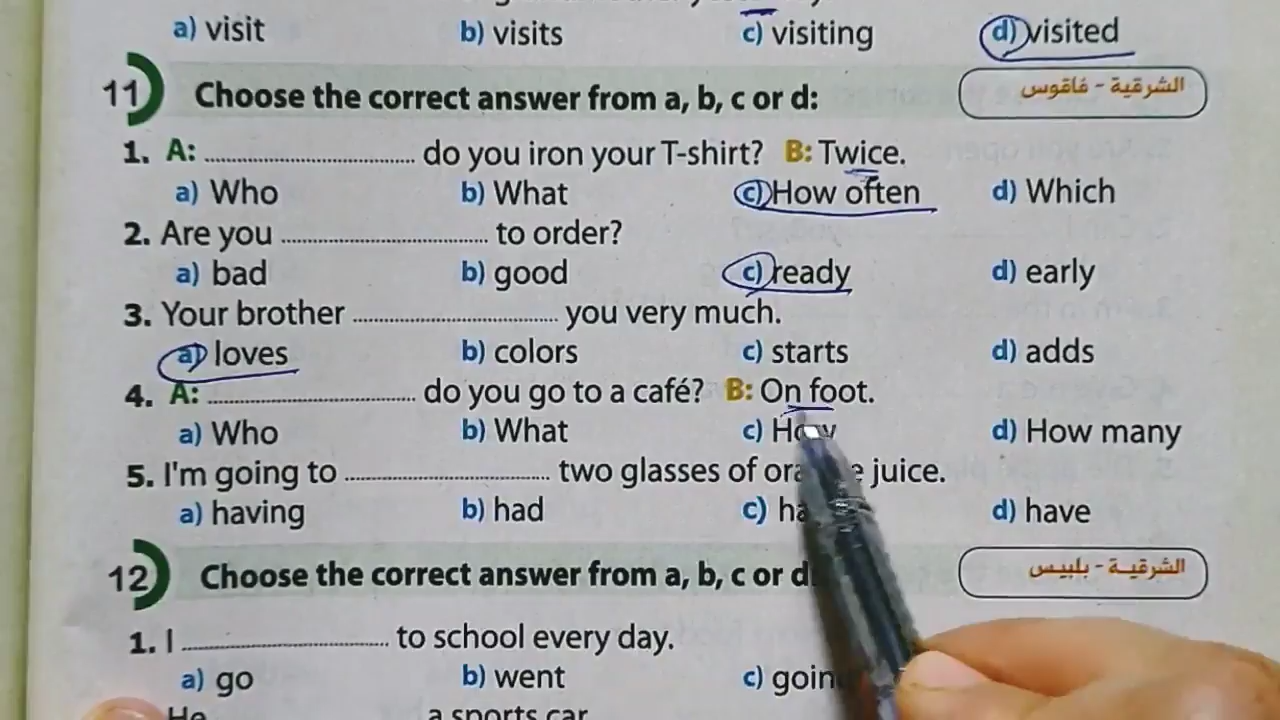 a) visit b) visits c) visiting d) visited
11 Choose the correct answer from a, b, c or d: الشرقية - فاقوس
1. A: .................... do you iron your T-shirt? B: Twice.
a) Who b) What c) How often d) Which
2. Are you .................... to order?
a) bad b) good c) ready d) early
3. Your brother .................... you very much.
a) loves b) colors c) starts d) adds
4. A: .................... do you go to a café? B: On foot.
a) Who b) What c) How d) How many
5. I'm going to .................... two glasses of juice.
a) having b) had c) d) have
12 Choose the correct answer from a, b, c or d: الشرقية - بلبيس
1. I .................... to school every day.
a) go b) went c)
He a sports car